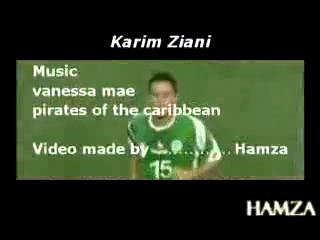 Karim Ziani
Music
vanessa mae
pirates of the caribbean
Video made by ............. Hamza
15
HAMZA